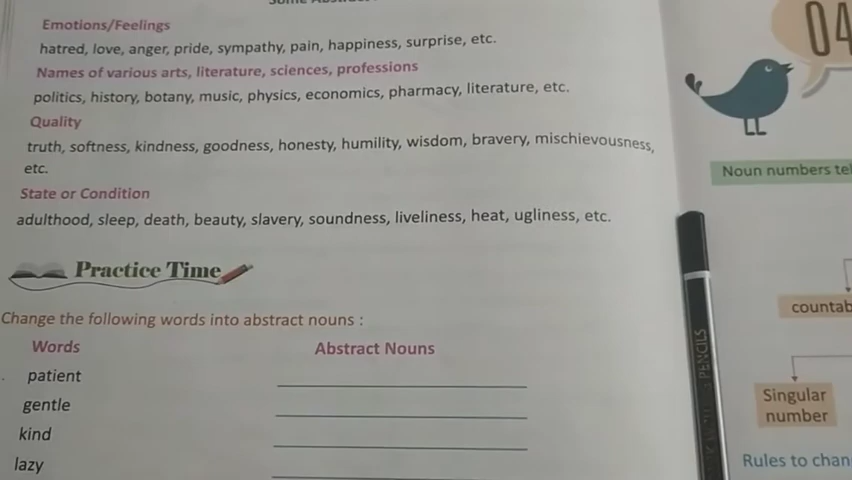 Emotions/Feelings
hatred, love, anger, pride, sympathy, pain, happiness, surprise, etc.
Names of various arts, literature, sciences, professions
politics, history, botany, music, physics, economics, pharmacy, literature, etc.
Quality
truth, softness, kindness, goodness, honesty, humility, wisdom, bravery, mischievousness,
etc.
State or Condition
adulthood, sleep, death, beauty, slavery, soundness, liveliness, heat, ugliness, etc.
Practice Time
Change the following words into abstract nouns :
Words Abstract Nouns
patient
gentle
kind
lazy
PENCILS
04
Noun numbers tel
countab
Singular
number
Rules to chan